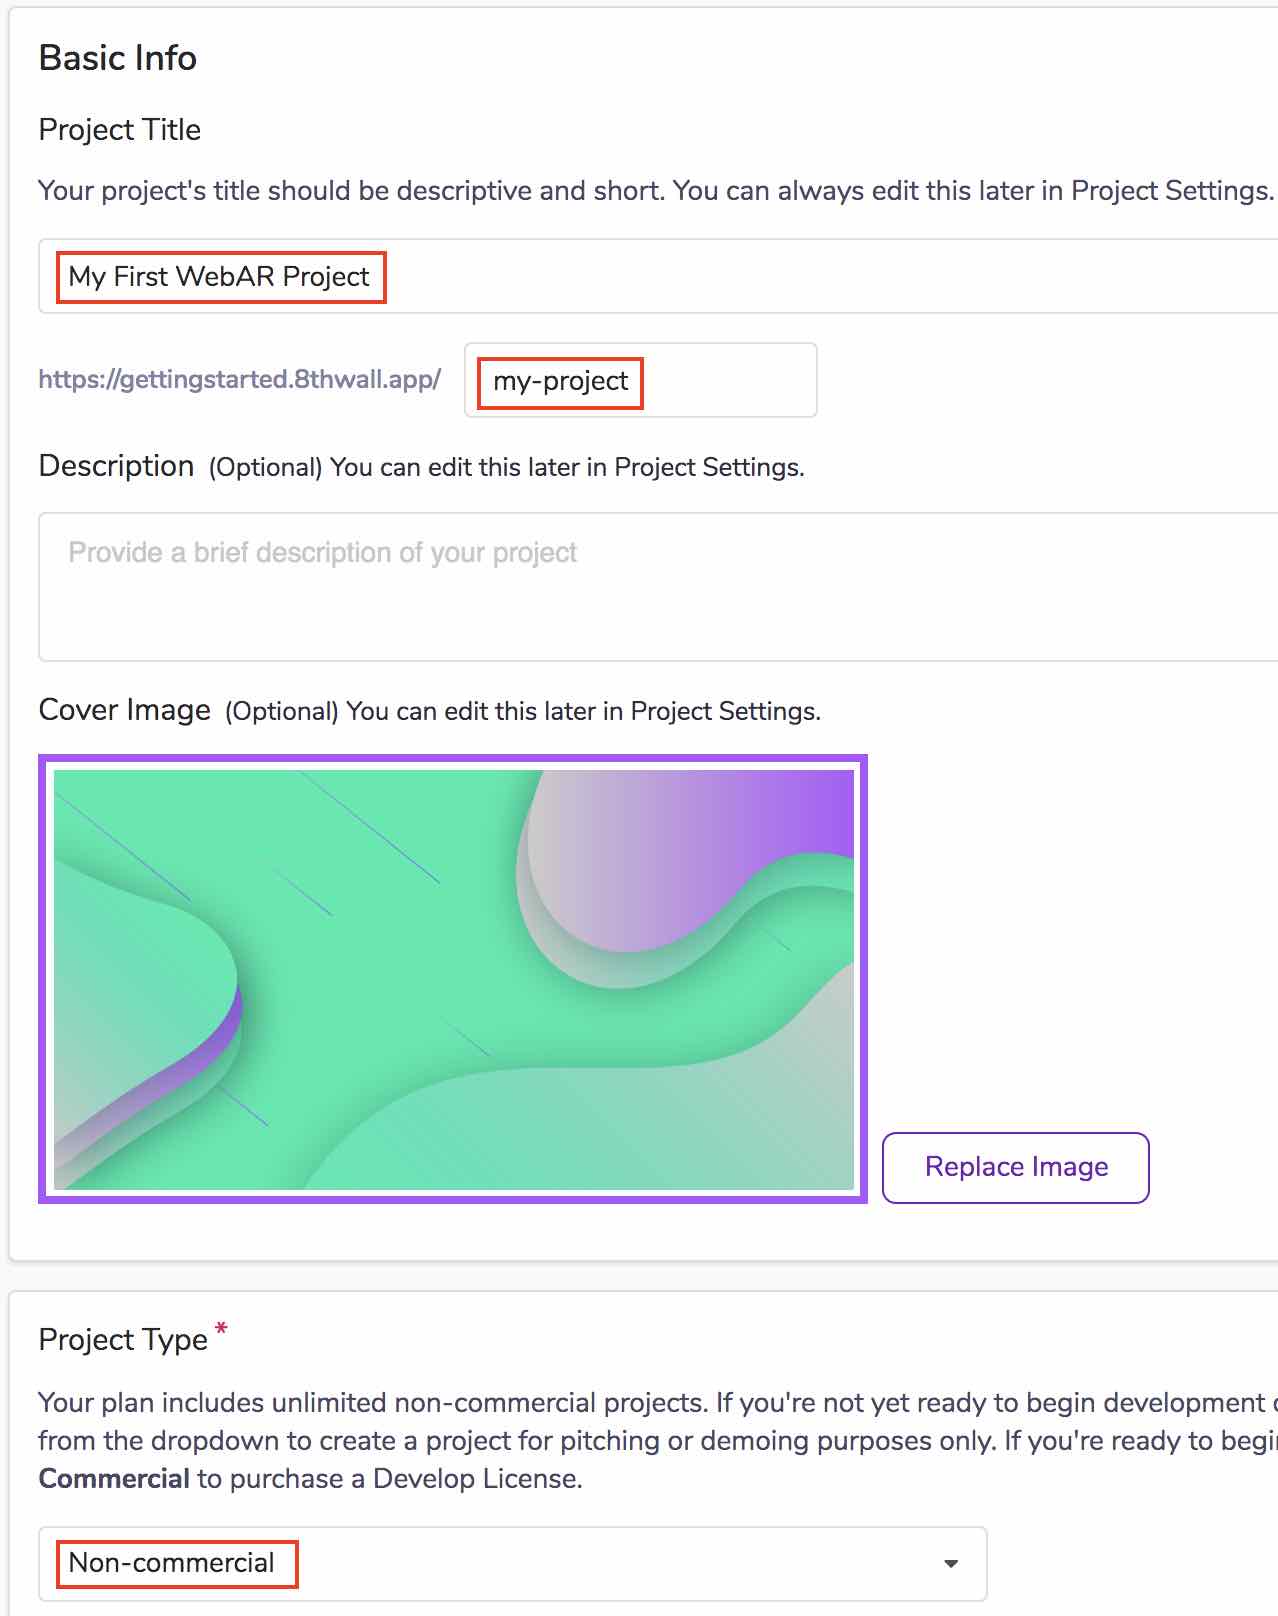 Basic Info
Project Title
Your project's title should be descriptive and short. You can always edit this later in Project Settings.
My First WebAR Project
https://gettingstarted.8thwall.app/ my-project
Description (Optional) You can edit this later in Project Settings.
Provide a brief description of your project
Cover Image (Optional) You can edit this later in Project Settings.
Replace Image
Project Type *
Your plan includes unlimited non-commercial projects. If you're not yet ready to begin development
from the dropdown to create a project for pitching or demoing purposes only. If you're ready to
Commercial to purchase a Develop License.
Non-commercial